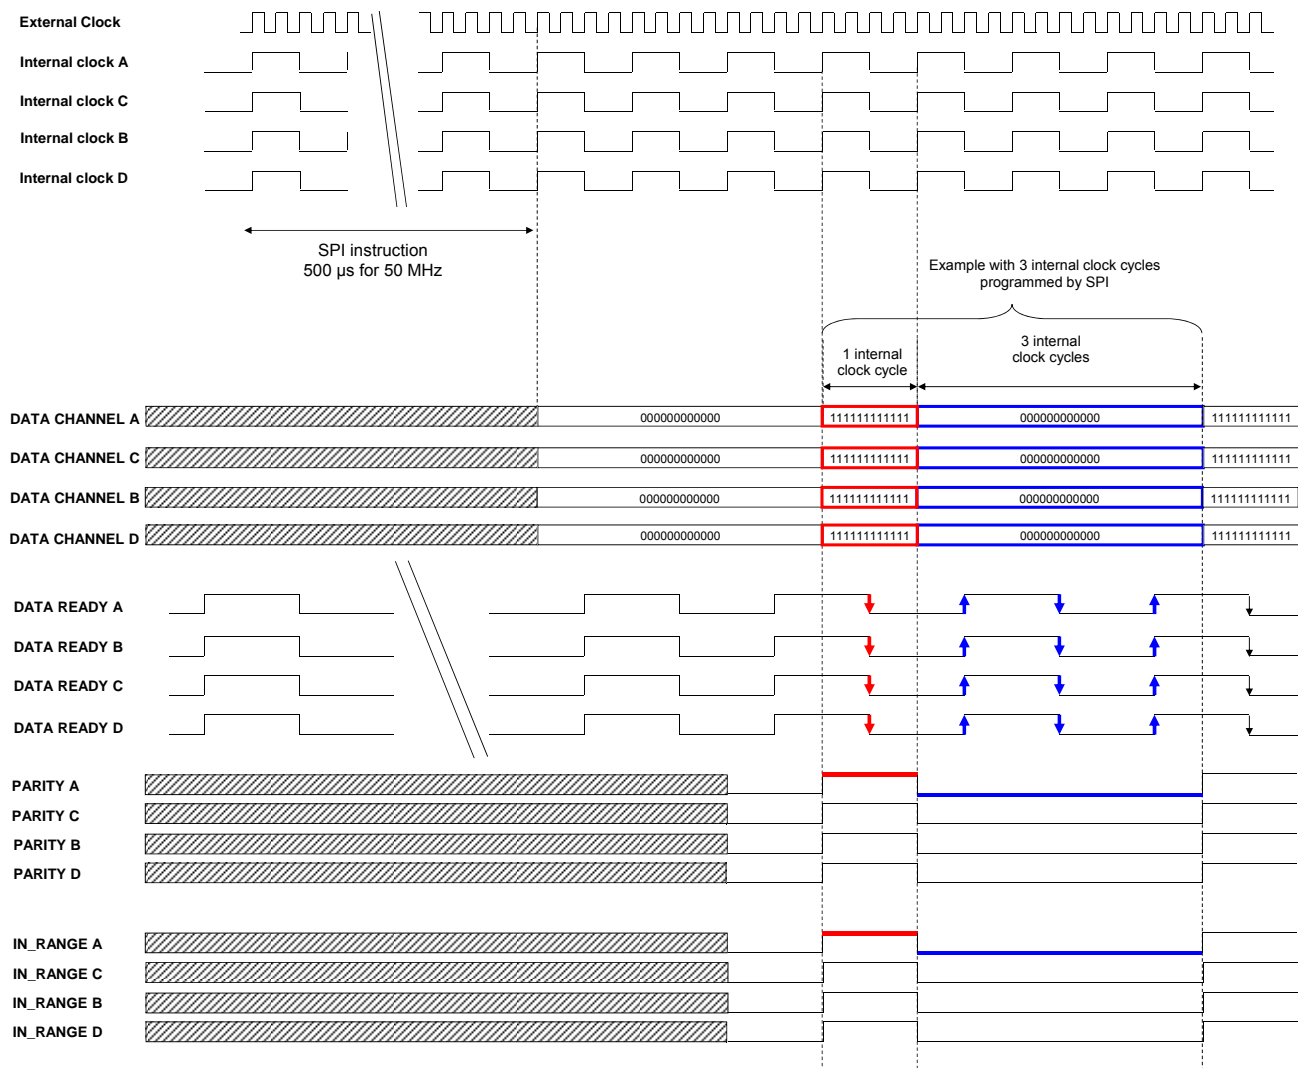 External Clock
Internal clock A
Internal clock C
Internal clock B
Internal clock D
SPI instruction
500 µs for 50 MHz
Example with 3 internal clock cycles
programmed by SPI
1 internal
clock cycle
3 internal
clock cycles
DATA CHANNEL A 000000000000 111111111111 000000000000 111111111111
DATA CHANNEL C 000000000000 111111111111 000000000000 111111111111
DATA CHANNEL B 000000000000 111111111111 000000000000 111111111111
DATA CHANNEL D 000000000000 111111111111 000000000000 111111111111
DATA READY A
DATA READY B
DATA READY C
DATA READY D
PARITY A
PARITY C
PARITY B
PARITY D
IN_RANGE A
IN_RANGE C
IN_RANGE B
IN_RANGE D